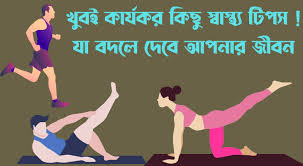 খুবই কার্যকর কিছু স্বাস্থ্য টিপস !
যা বদলে দেবে আপনার জীবন